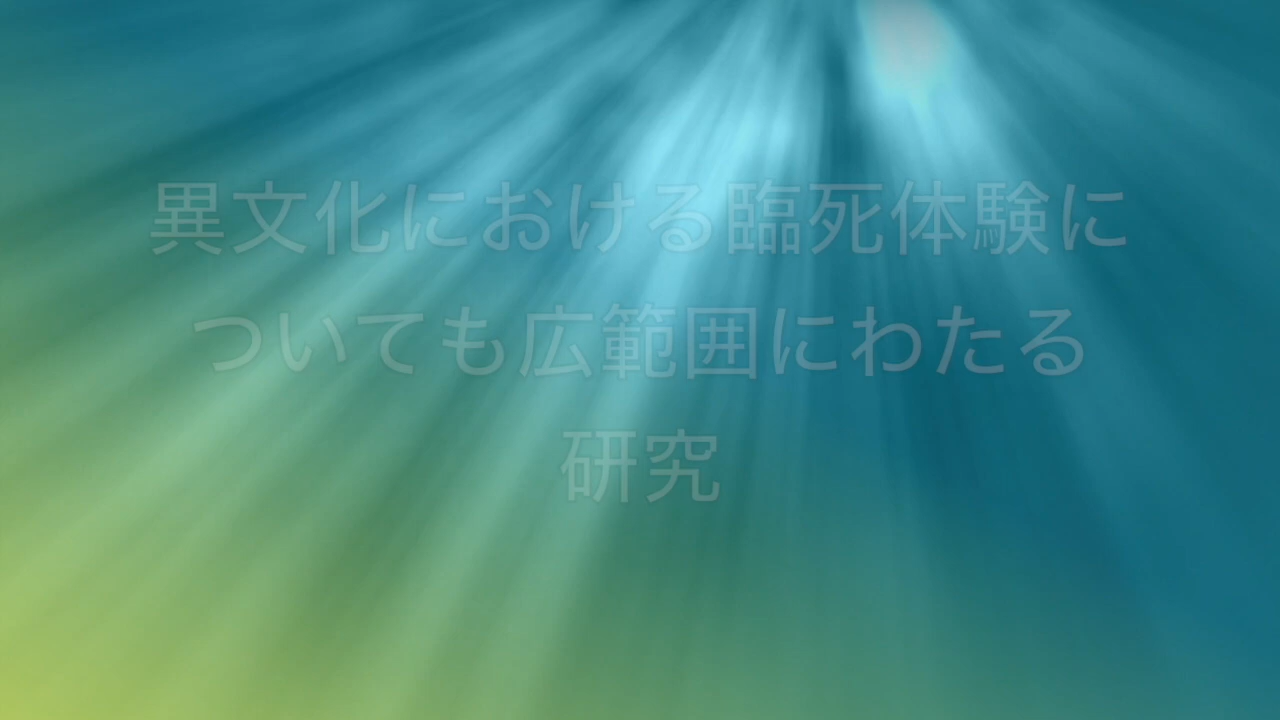 異文化における臨死体験に
ついても広範囲にわたる
研究